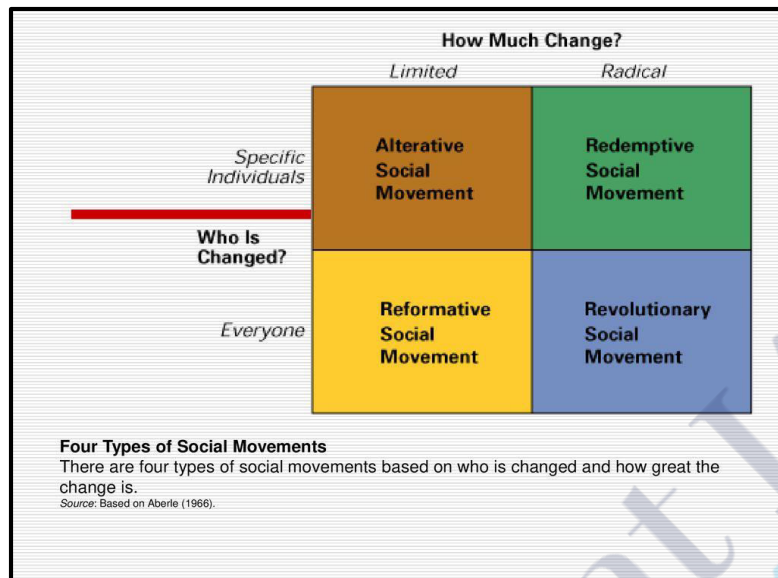 How Much Change?
Limited Radical
Specific
Individuals
Alterative
Social
Movement
Redemptive
Social
Movement
Who Is
Changed?
Everyone
Reformative
Social
Movement
Revolutionary
Social
Movement
Four Types of Social Movements
There are four types of social movements based on who is changed and how great the
change is.
Source: Based on Aberle (1966).